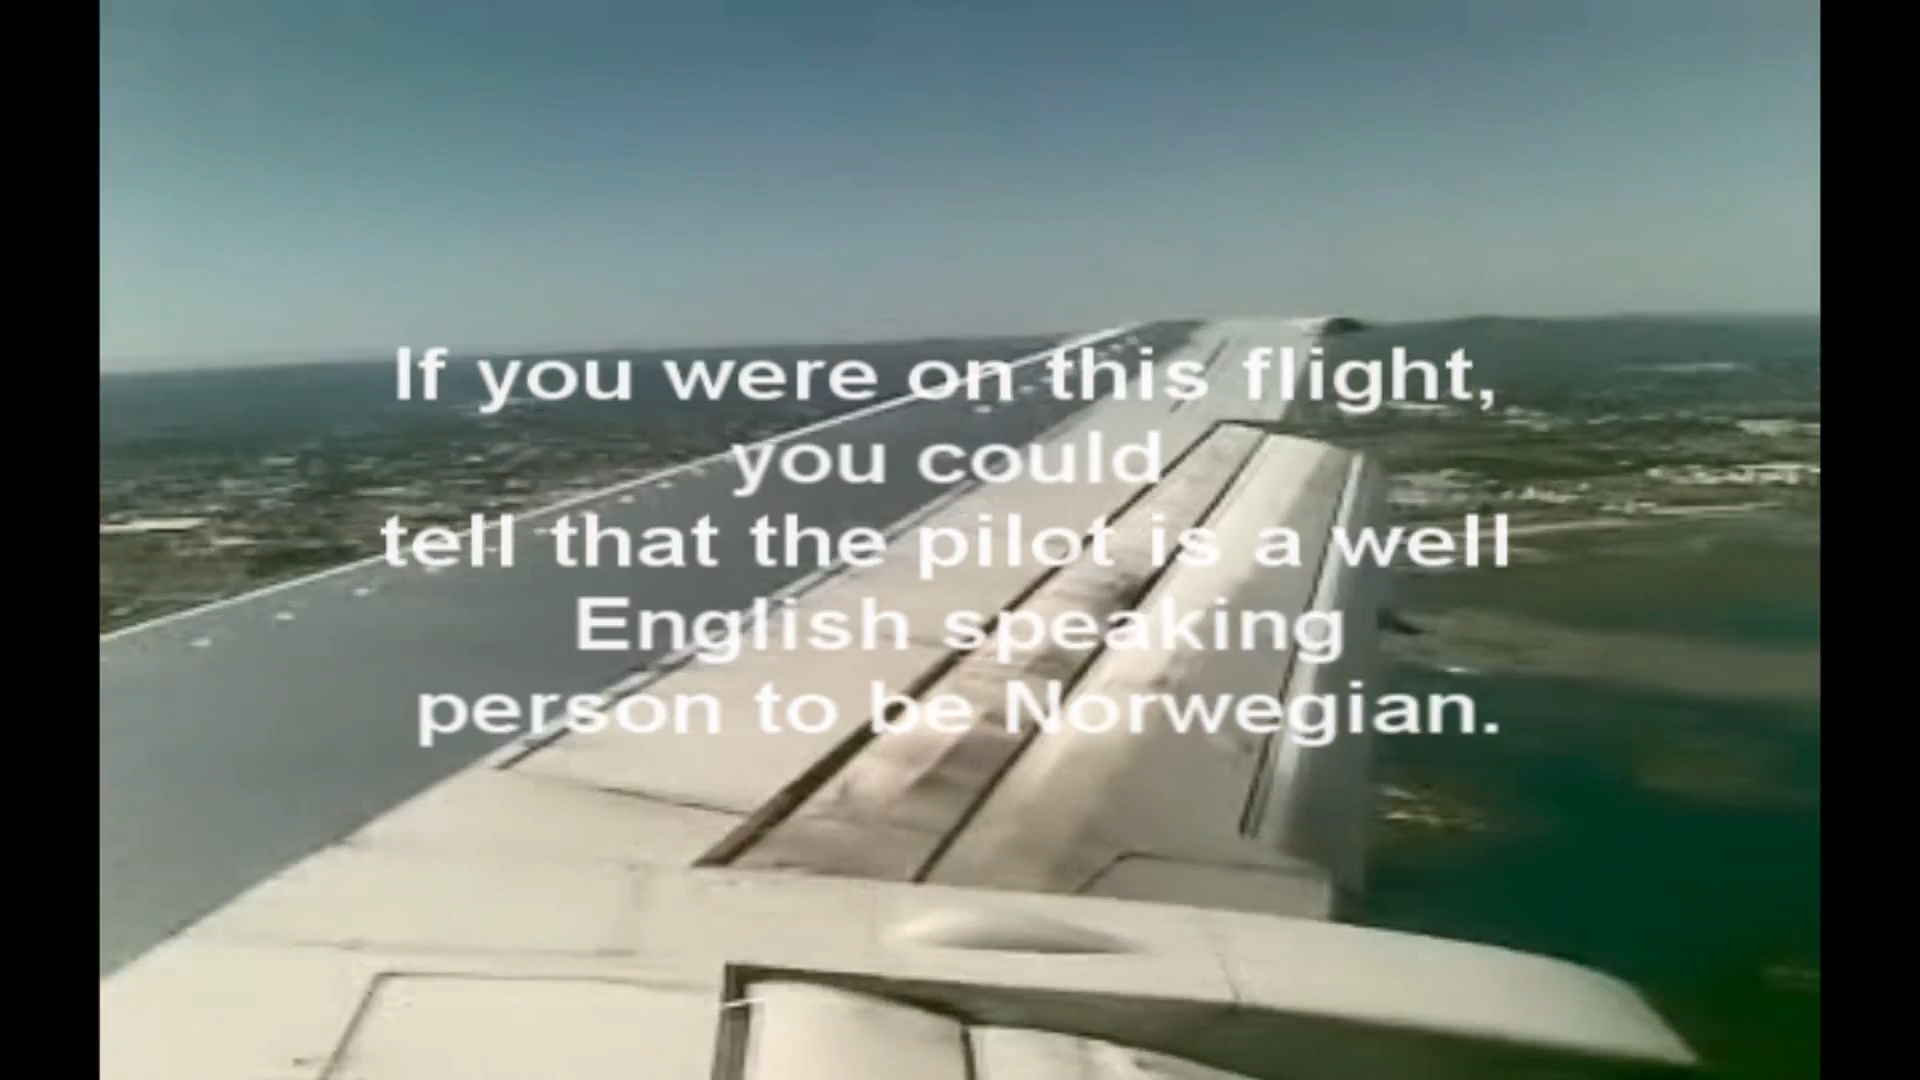 If you were on this flight,
you could
tell that the pilot is a well
English speaking
person to be Norwegian.